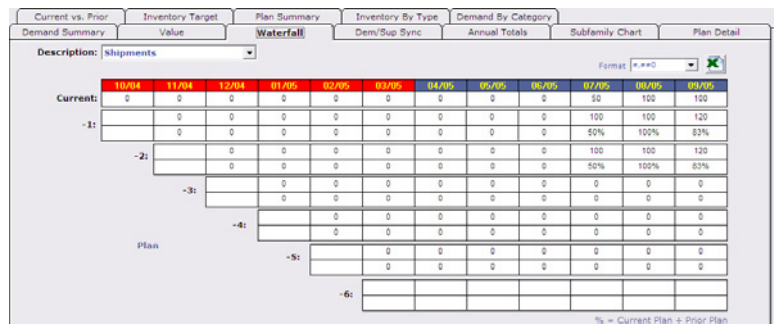 Current vs. Prior Inventory Target Plan Summary Inventory By Type Demand By Category
Demand Summary Value Waterfall Dem/Sup Sync Annual Totals Subfamily Chart Plan Detail
Description: Shipments Format #,##0
10/04 11/04 12/04 01/05 02/05 03/05 04/05 05/05 06/05 07/05 08/05 09/05
Current: 0 0 0 0 0 0 0 0 0 50 100 100
-1: 0 0 0 0 0 0 0 0 100 100 120
0 0 0 0 0 0 0 0 50% 100% 83%
-2: 0 0 0 0 0 0 0 100 100 120
0 0 0 0 0 0 0 50% 100% 83%
-3: 0 0 0 0 0 0 0 0 0
0 0 0 0 0 0 0 0 0
-4: 0 0 0 0 0 0 0 0
0 0 0 0 0 0 0 0
Plan -5: 0 0 0 0 0 0 0
0 0 0 0 0 0 0
-6:
% = Current Plan ÷ Prior Plan